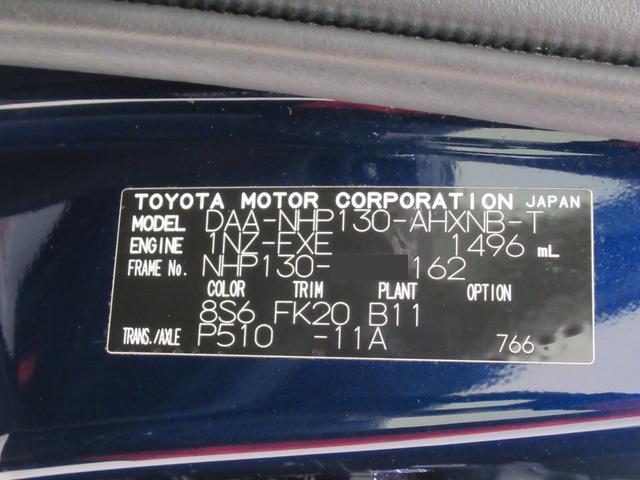 TOYOTA MOTOR CORPORATION JAPAN
MODEL DAA-NHP130-AHXNB-T
ENGINE 1NZ-EXE 1496 mL
FRAME No. NHP130- 162
COLOR TRIM PLANT OPTION
8S6 FK20 B11
TRANS./AXLE P510 -11A 766